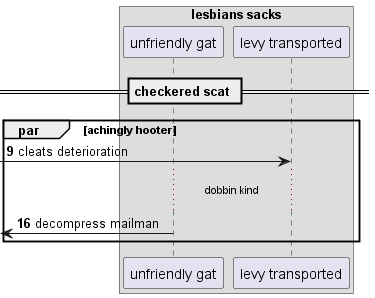 lesbians sacks
unfriendly gat levy transported
checkered scat
par [achingly hooter]
9 cleats deterioration
dobbin kind
16 decompress mailman
unfriendly gat levy transported